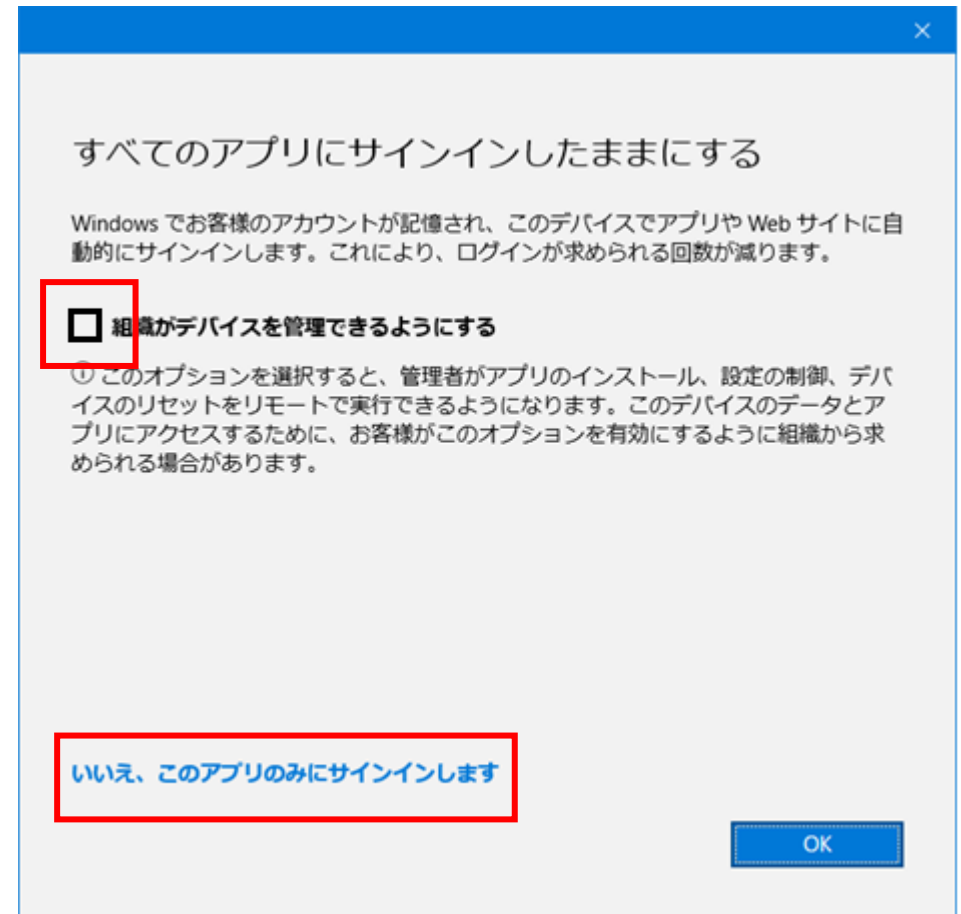 すべてのアプリにサインインしたままにする
Windows でお客様のアカウントが記憶され、このデバイスでアプリや Web サイトに自
動的にサインインします。これにより、ログインが求められる回数が減ります。
組織がデバイスを管理できるようにする
このオプションを選択すると、管理者がアプリのインストール、設定の制御、デバ
イスのリセットをリモートで実行できるようになります。このデバイスのデータとア
プリにアクセスするために、お客様がこのオプションを有効にするように組織から求
められる場合があります。
いいえ、このアプリのみにサインインします
OK